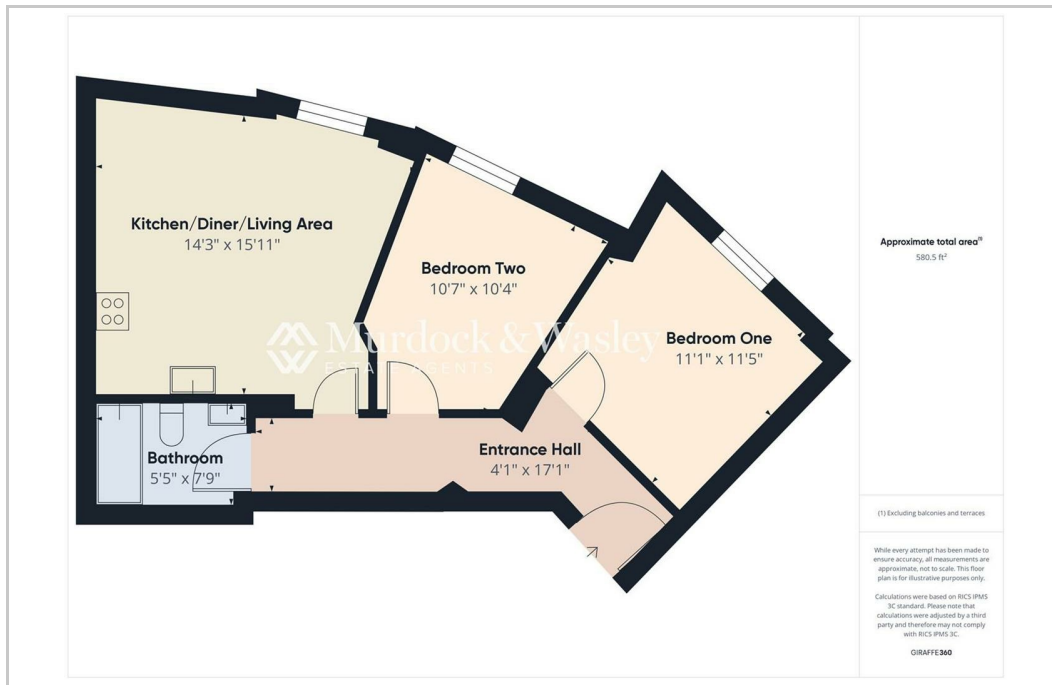 Kitchen/Diner/Living Area
14'3" x 15'11"
Bedroom Two
10'7" x 10'4"
Bedroom One
11'1" x 11'5"
Murdock & Wasley
ESTATE AGENTS
Entrance Hall
4'1" x 17'1"
Bathroom
5'5" x 7'9"
Approximate total area(1)
580.5 ft²
(1) Excluding balconies and terraces
While every attempt has been made to
ensure accuracy, all measurements are
approximate, not to scale. This floor
plan is for illustrative purposes only.
Calculations were based on RICS IPMS
3C standard. Please note that
calculations were adjusted by a third
party and therefore may not comply
with RICS IPMS 3C.
GIRAFFE360